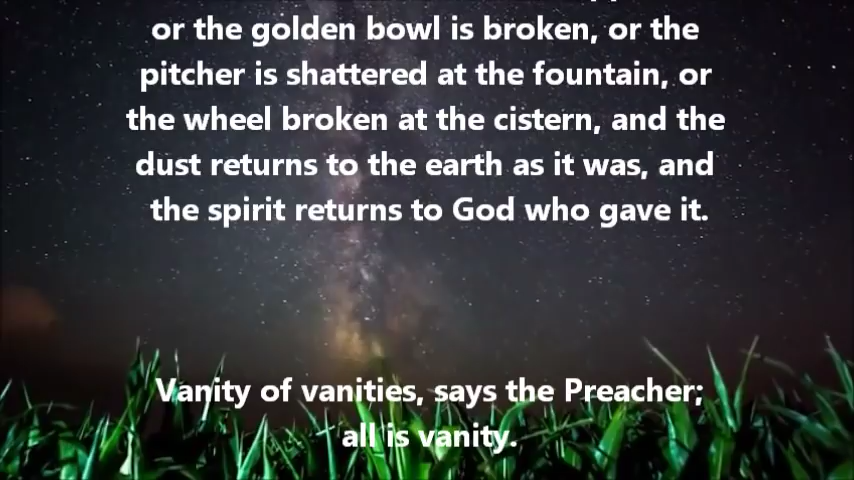 or the golden bowl is broken, or the
pitcher is shattered at the fountain, or
the wheel broken at the cistern, and the
dust returns to the earth as it was, and
the spirit returns to God who gave it.
Vanity of vanities, says the Preacher;
all is vanity.